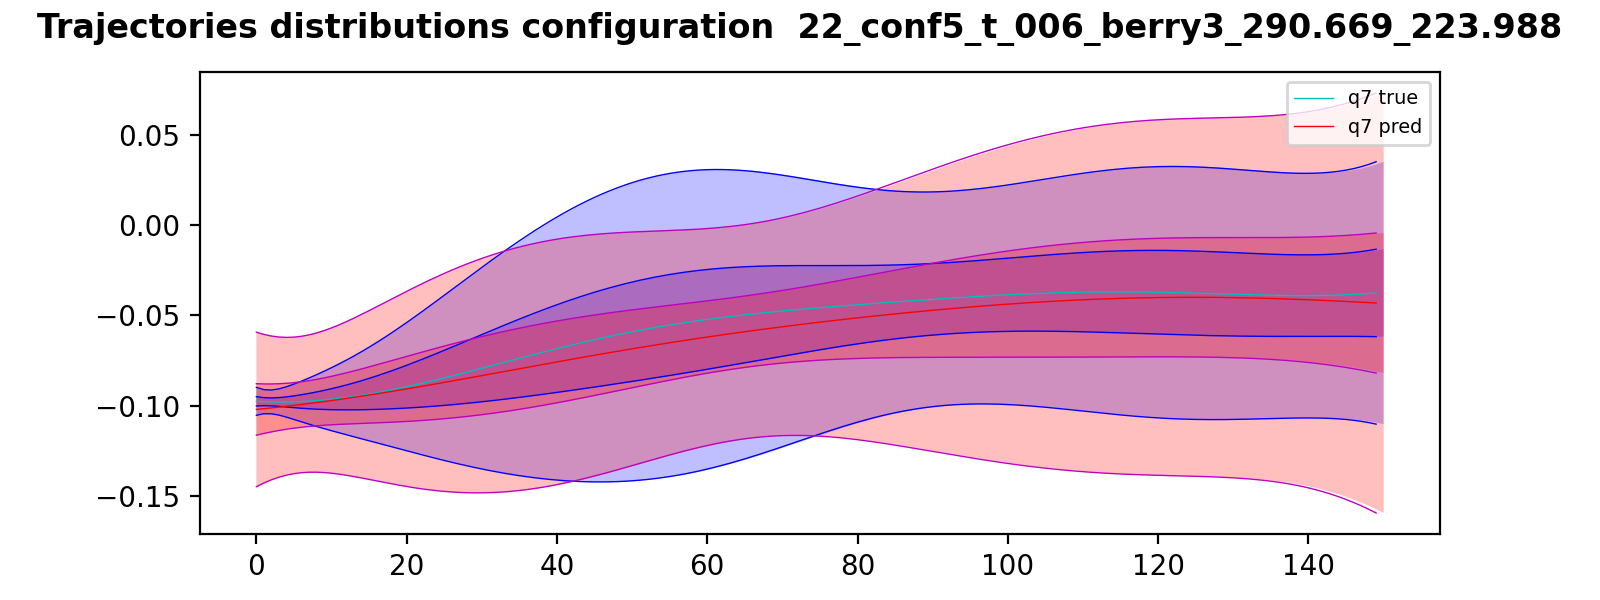 Trajectories distributions configuration  22_conf5_t_006_berry3_290.669_223.988
q7 true
q7 pred
0.05
0.00
−0.05
−0.10
−0.15
0 20 40 60 80 100 120 140